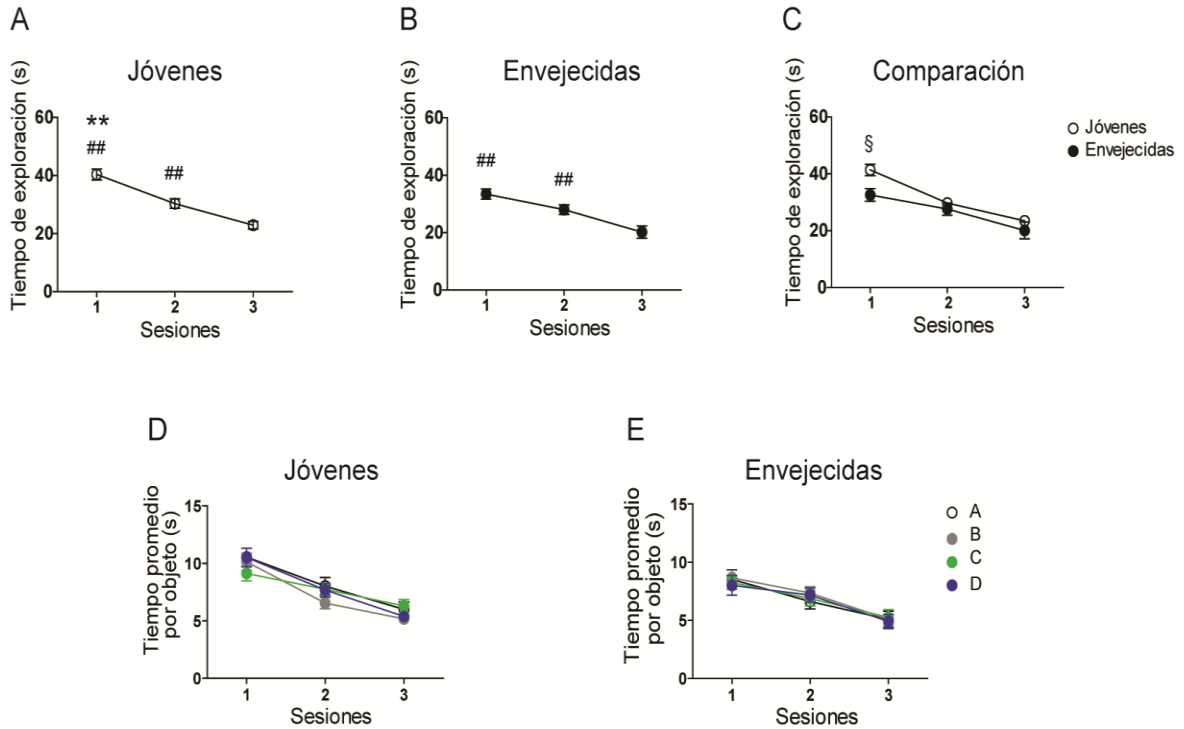 A
Jóvenes
Tiempo de exploración (s)
60
40
20
0
**
##
##
1 2 3
Sesiones
B
Envejecidas
Tiempo de exploración (s)
60
40
20
0
##
##
1 2 3
Sesiones
C
Comparación
Tiempo de exploración (s)
60
40
20
0
§
1 2 3
Sesiones
Jóvenes
Envejecidas
D
Jóvenes
Tiempo promedio
por objeto (s)
15
10
5
0
1 2 3
Sesiones
E
Envejecidas
Tiempo promedio
por objeto (s)
15
10
5
0
1 2 3
Sesiones
A
B
C
D